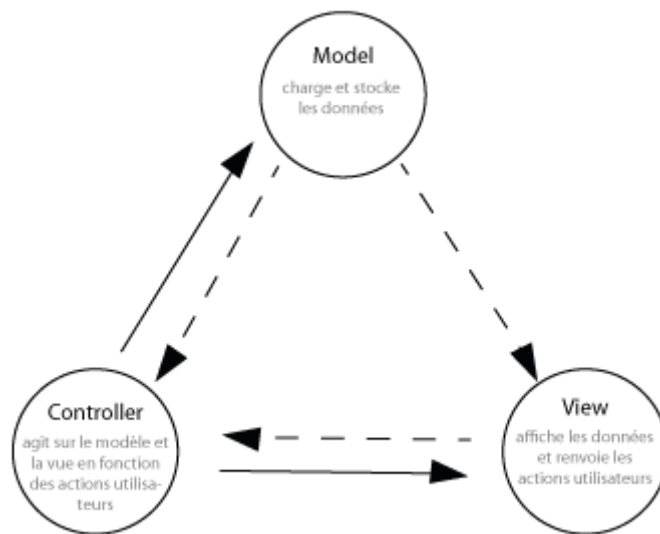 Model
charge et stocke
les données
Controller
agit sur le modèle et
la vue en fonction
des actions utilisa-
teurs
View
affiche les données
et renvoie les
actions utilisateurs